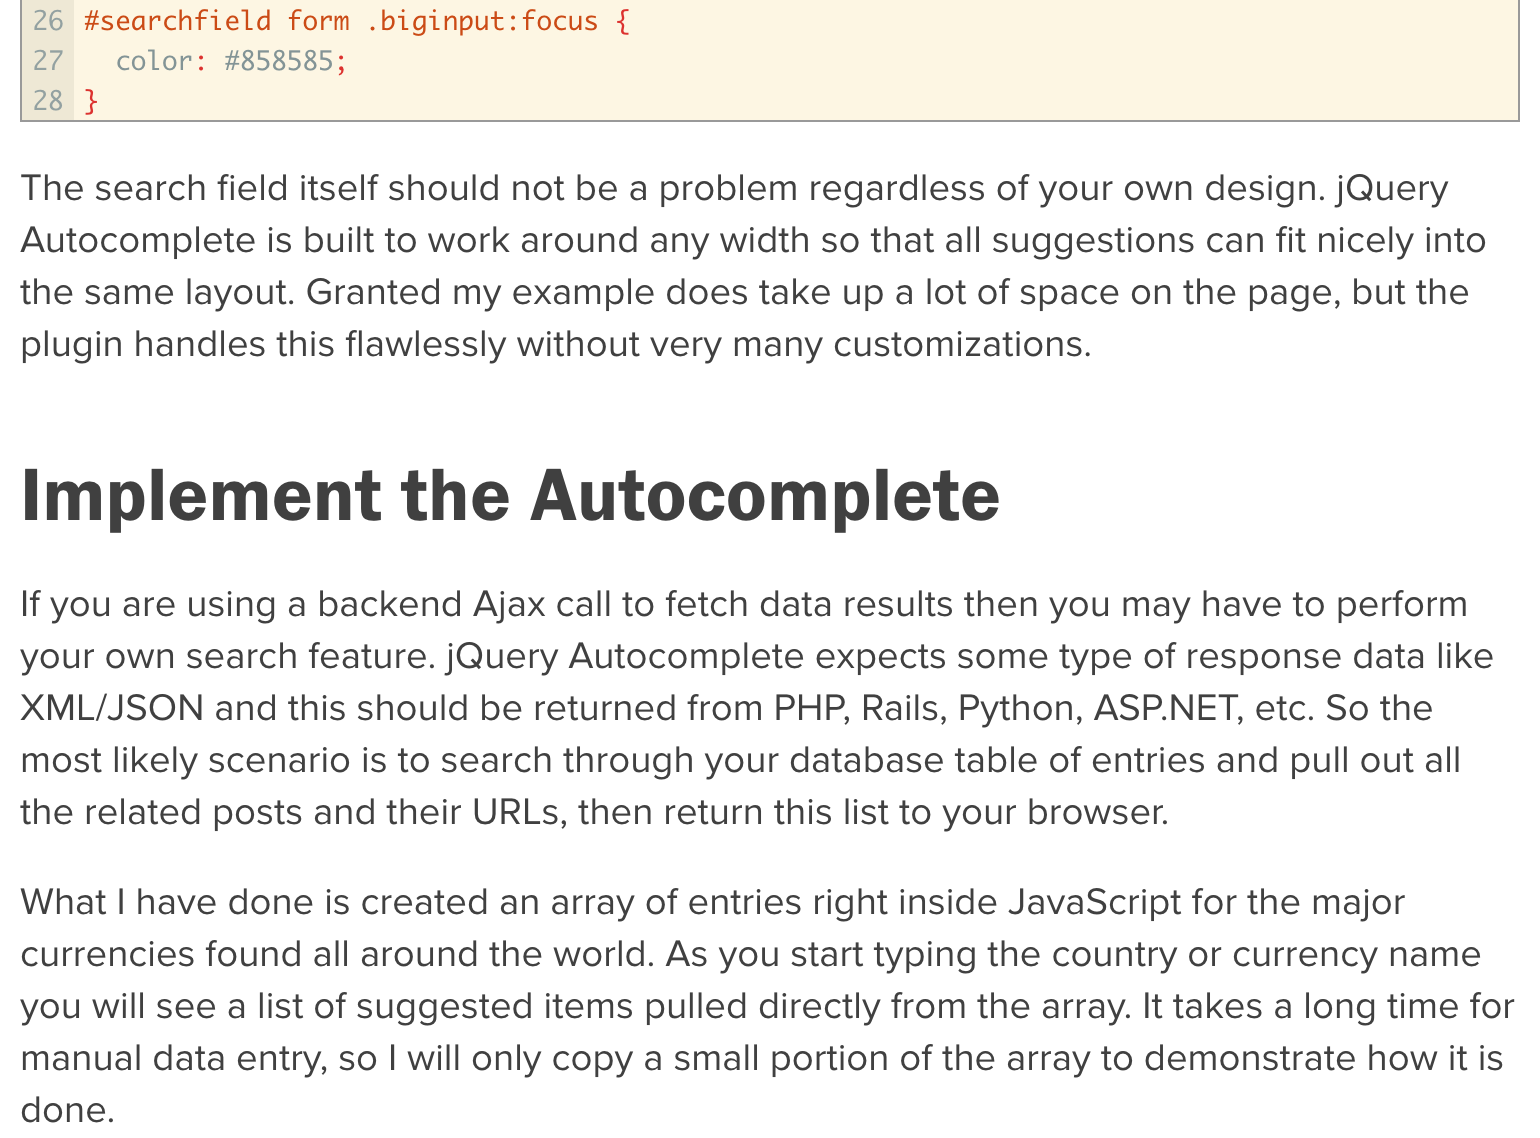 26 #searchfield form .biginput:focus {
27   color: #858585;
28 }
The search field itself should not be a problem regardless of your own design. jQuery
Autocomplete is built to work around any width so that all suggestions can fit nicely into
the same layout. Granted my example does take up a lot of space on the page, but the
plugin handles this flawlessly without very many customizations.
Implement the Autocomplete
If you are using a backend Ajax call to fetch data results then you may have to perform
your own search feature. jQuery Autocomplete expects some type of response data like
XML/JSON and this should be returned from PHP, Rails, Python, ASP.NET, etc. So the
most likely scenario is to search through your database table of entries and pull out all
the related posts and their URLs, then return this list to your browser.
What I have done is created an array of entries right inside JavaScript for the major
currencies found all around the world. As you start typing the country or currency name
you will see a list of suggested items pulled directly from the array. It takes a long time for
manual data entry, so I will only copy a small portion of the array to demonstrate how it is
done.